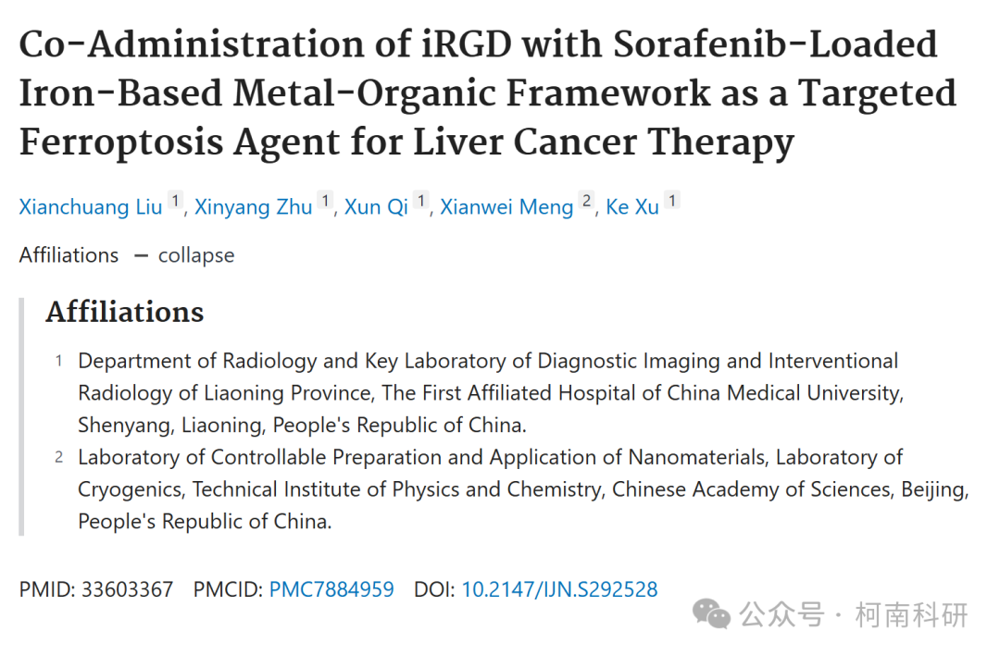 Co-Administration of iRGD with Sorafenib-Loaded
Iron-Based Metal-Organic Framework as a Targeted
Ferroptosis Agent for Liver Cancer Therapy
Xianchuang Liu 1, Xinyang Zhu 1, Xun Qi 1, Xianwei Meng 2, Ke Xu 1
Affiliations — collapse
Affiliations
1 Department of Radiology and Key Laboratory of Diagnostic Imaging and Interventional
Radiology of Liaoning Province, The First Affiliated Hospital of China Medical University,
Shenyang, Liaoning, People's Republic of China.
2 Laboratory of Controllable Preparation and Application of Nanomaterials, Laboratory of
Cryogenics, Technical Institute of Physics and Chemistry, Chinese Academy of Sciences, Beijing,
People's Republic of China.
PMID: 33603367 PMCID: PMC7884959 DOI: 10.2147/IJN.S292528
公众号 · 柯南科研